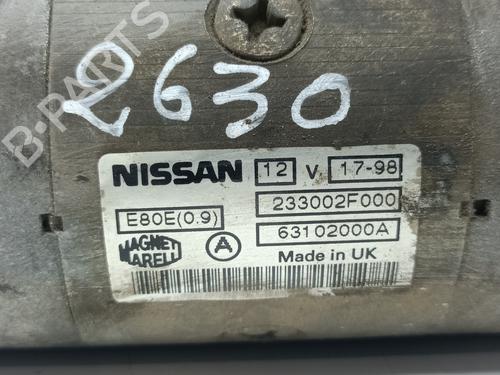 2630
NISSAN 12 V 17-98
233002F000
E80E(0.9)
63102000A
MAGNETI MARELLI A
Made in UK
B-PARTS